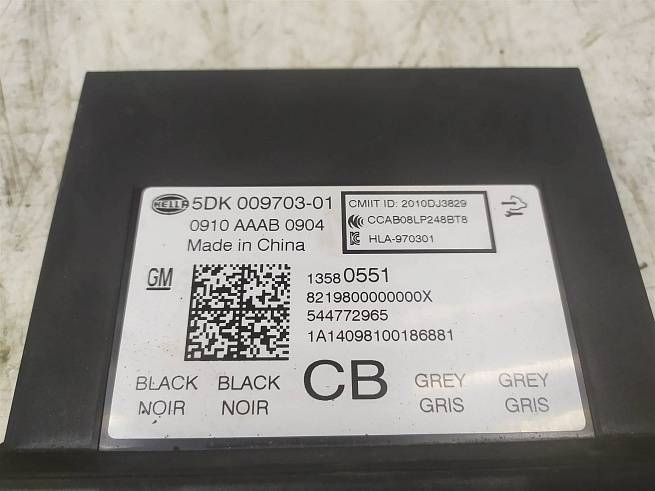 HELLA 5DK 009703-01
0910 AAAB 0904
Made in China
CMIIT ID: 2010DJ3829
CCAB08LP248BT8
HLA-970301
GM
13580551
8219800000000X
544772965
1A14098100186881
BLACK BLACK CB GREY GREY
NOIR NOIR GRIS GRIS